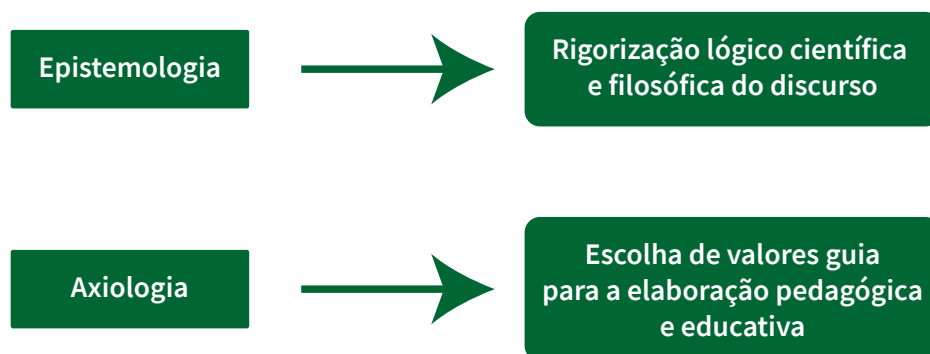 Epistemologia
Rigorização lógico científica
e filosófica do discurso
Axiologia
Escolha de valores guia
para a elaboração pedagógica
e educativa